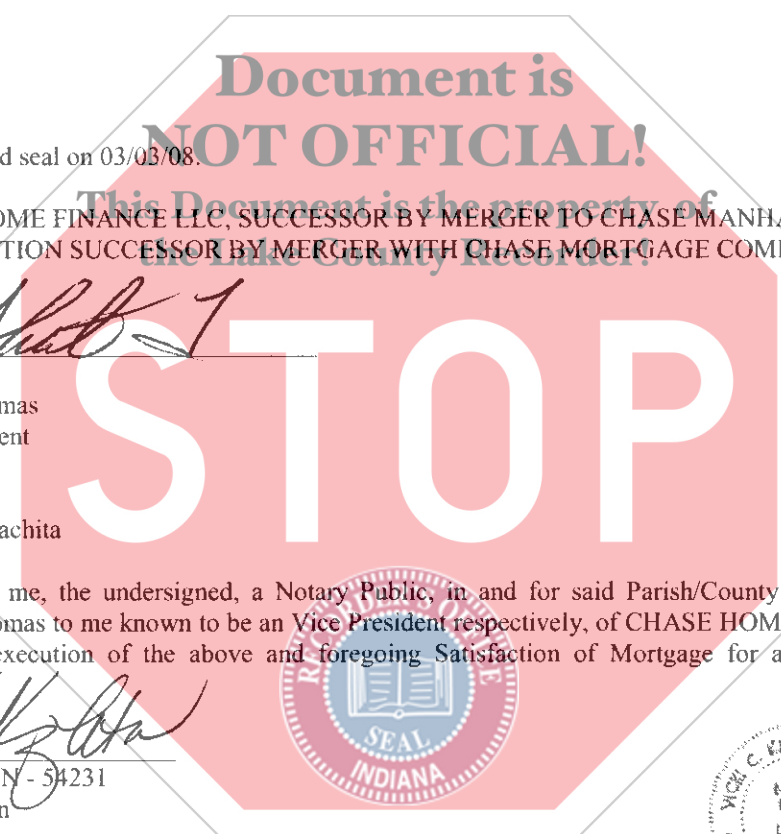 Document is
NOT OFFICIAL!
This Document is the property of
the Lake County Recorder!
d seal on 03/03/08.
OME FINANCE LLC, SUCCESSOR BY MERGER TO CHASE MANHA
TION SUCCESSOR BY MERGER WITH CHASE MORTGAGE COMP
STOP
mas
ent
achita
me, the undersigned, a Notary Public, in and for said Parish/County
omas to me known to be an Vice President respectively, of CHASE HOM
execution of the above and foregoing Satisfaction of Mortgage for a
RECORDER'S OFFICE
SEAL
INDIANA
N - 54231
n
VICKI C. K